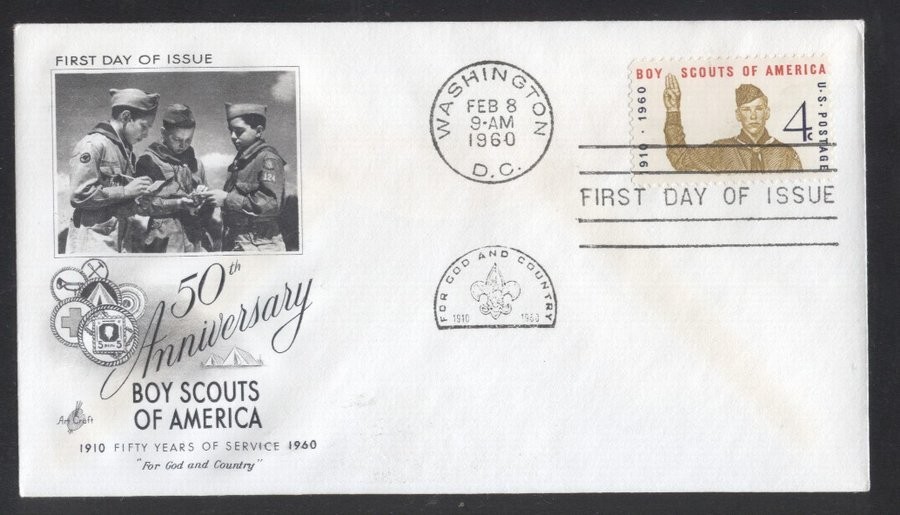 FIRST DAY OF ISSUE
124
50th
Anniversary
BOY SCOUTS
OF AMERICA
Art Craft
1910 FIFTY YEARS OF SERVICE 1960
"For God and Country"
WASHINGTON
FEB 8
9-AM
1960
D.C.
FOR GOD AND COUNTRY
1910 1960
BOY SCOUTS OF AMERICA
1910 · 1960
4c
U.S. POSTAGE
FIRST DAY OF ISSUE